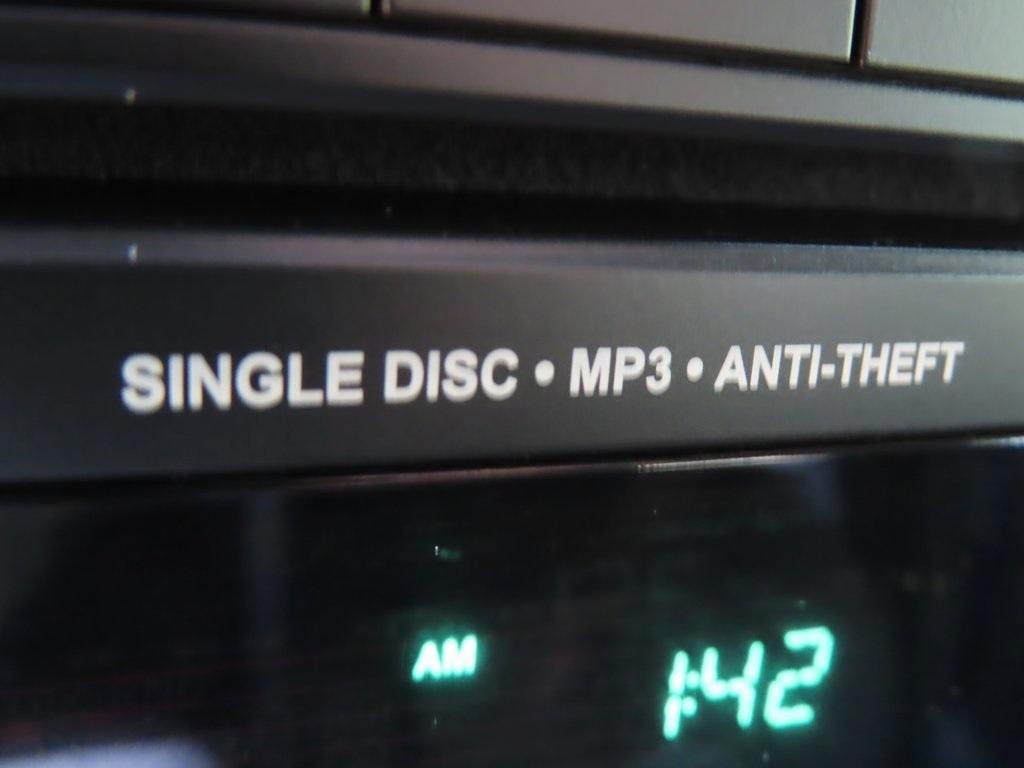 SINGLE DISC • MP3 • ANTI-THEFT
AM 1:42